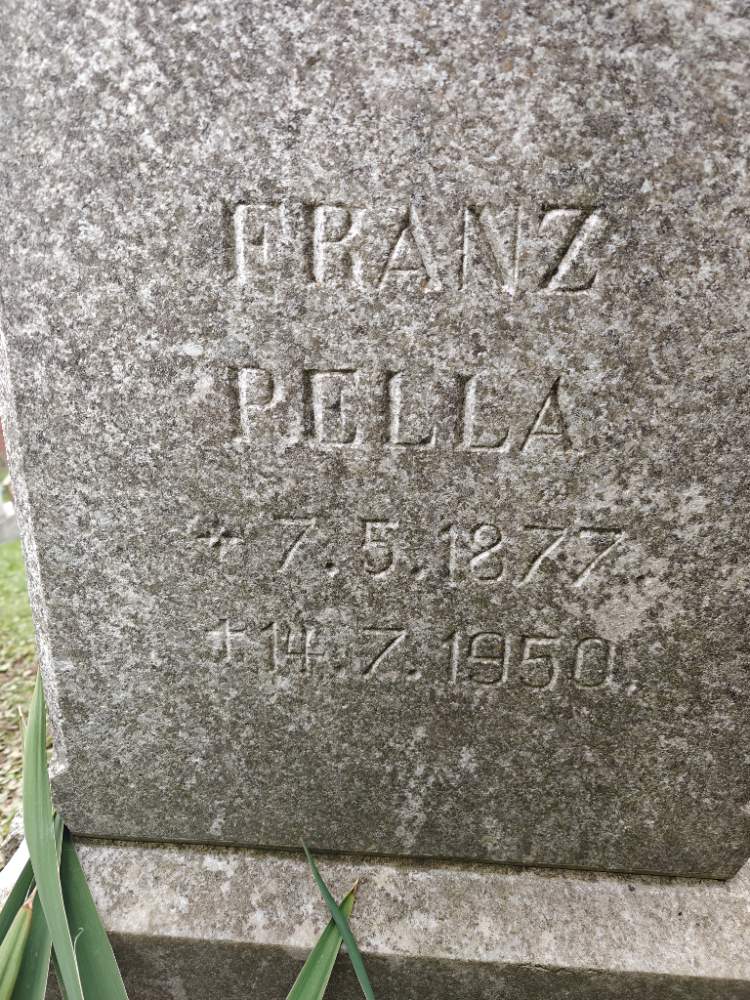 FRANZ
PELLA
* 7.5.1877.
† 14.7.1950.